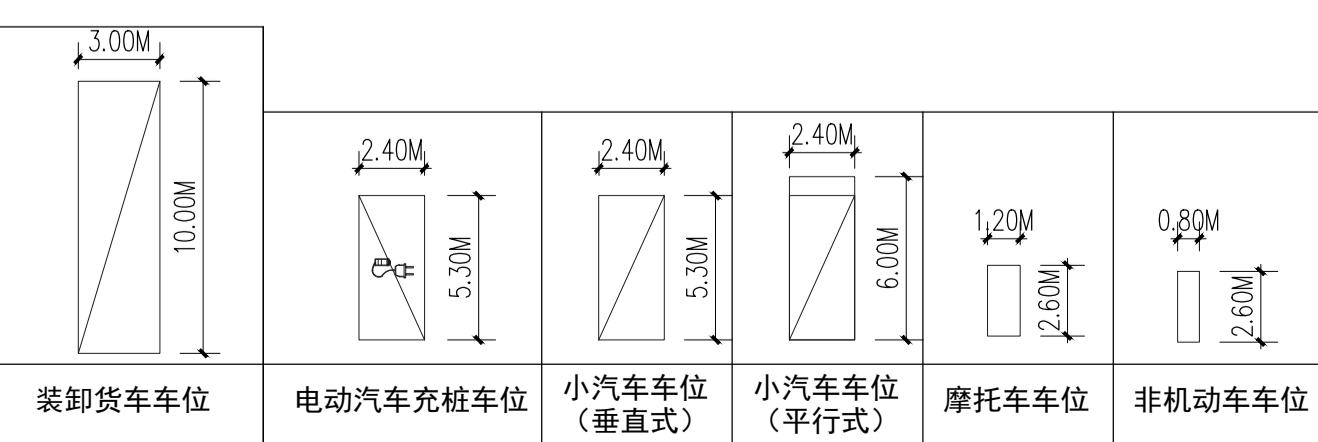 3.00M
10.00M
2.40M
5.30M
2.40M
5.30M
2.40M
6.00M
1.20M
2.60M
0.80M
2.60M
装卸货车车位
电动汽车充桩车位
小汽车车位
（垂直式）
小汽车车位
（平行式）
摩托车车位
非机动车车位